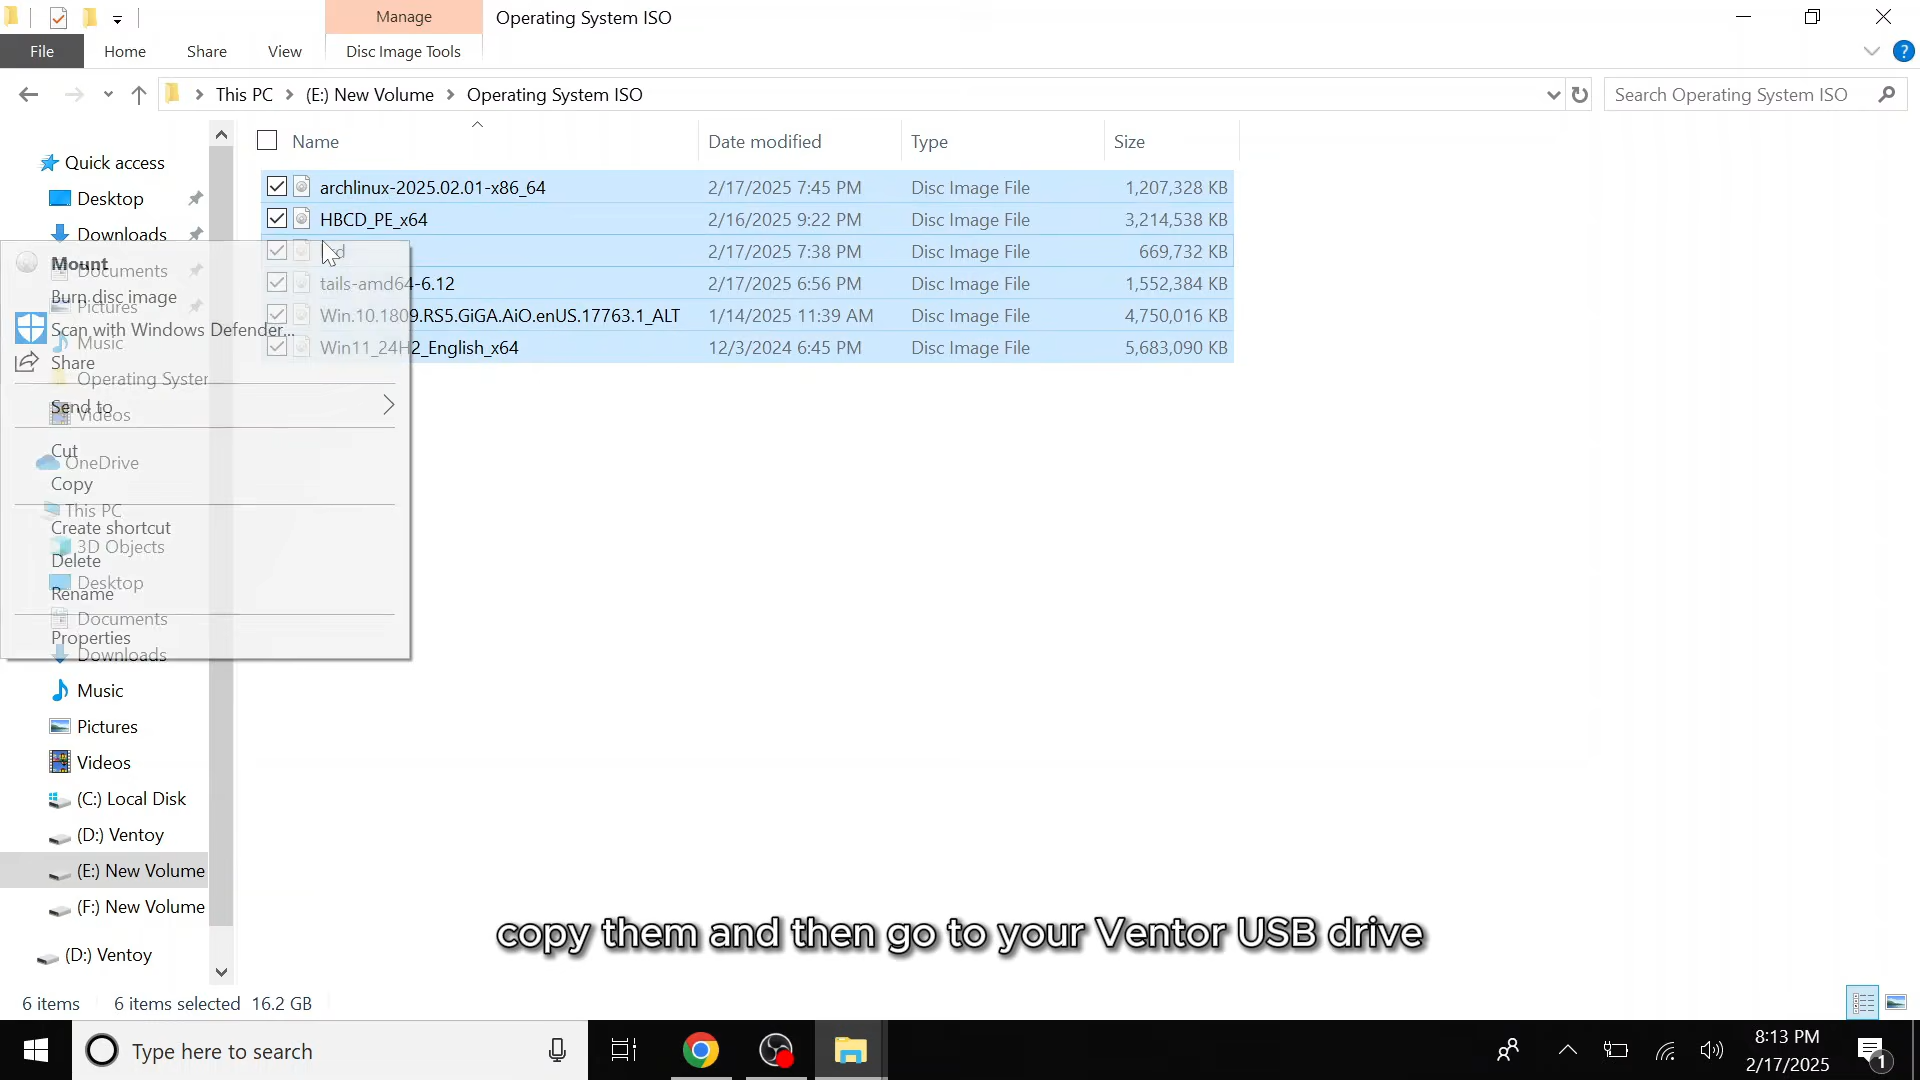 Manage
Operating System ISO
File
Home
Share
View
Disc Image Tools
?
This PC
(E:) New Volume
Operating System ISO
Search Operating System ISO
Name
Date modified
Type
Size
archlinux-2025.02.01-x86_64
2/17/2025 7:45 PM
Disc Image File
1,207,328 KB
HBCD_PE_x64
2/16/2025 9:22 PM
Disc Image File
3,214,538 KB
2/17/2025 7:38 PM
Disc Image File
669,732 KB
tails-amd64-6.12
2/17/2025 6:56 PM
Disc Image File
1,552,384 KB
Win.10.1809.RS5.GiGA.AiO.enUS.17763.1_ALT
1/14/2025 11:39 AM
Disc Image File
4,750,016 KB
Win11_24H2_English_x64
12/3/2024 6:45 PM
Disc Image File
5,683,090 KB
Quick access
Desktop
Downloads
Documents
Pictures
Music
Operating Syster
Videos
OneDrive
This PC
3D Objects
Desktop
Documents
Downloads
Music
Pictures
Videos
(C:) Local Disk
(D:) Ventoy
(E:) New Volume
(F:) New Volume
(D:) Ventoy
Mount
Burn disc image
Scan with Windows Defender...
Share
Send to
Cut
Copy
Create shortcut
Delete
Rename
Properties
copy them and then go to your Ventor USB drive
6 items
6 items selected 16.2 GB
Type here to search
8:13 PM
2/17/2025
1